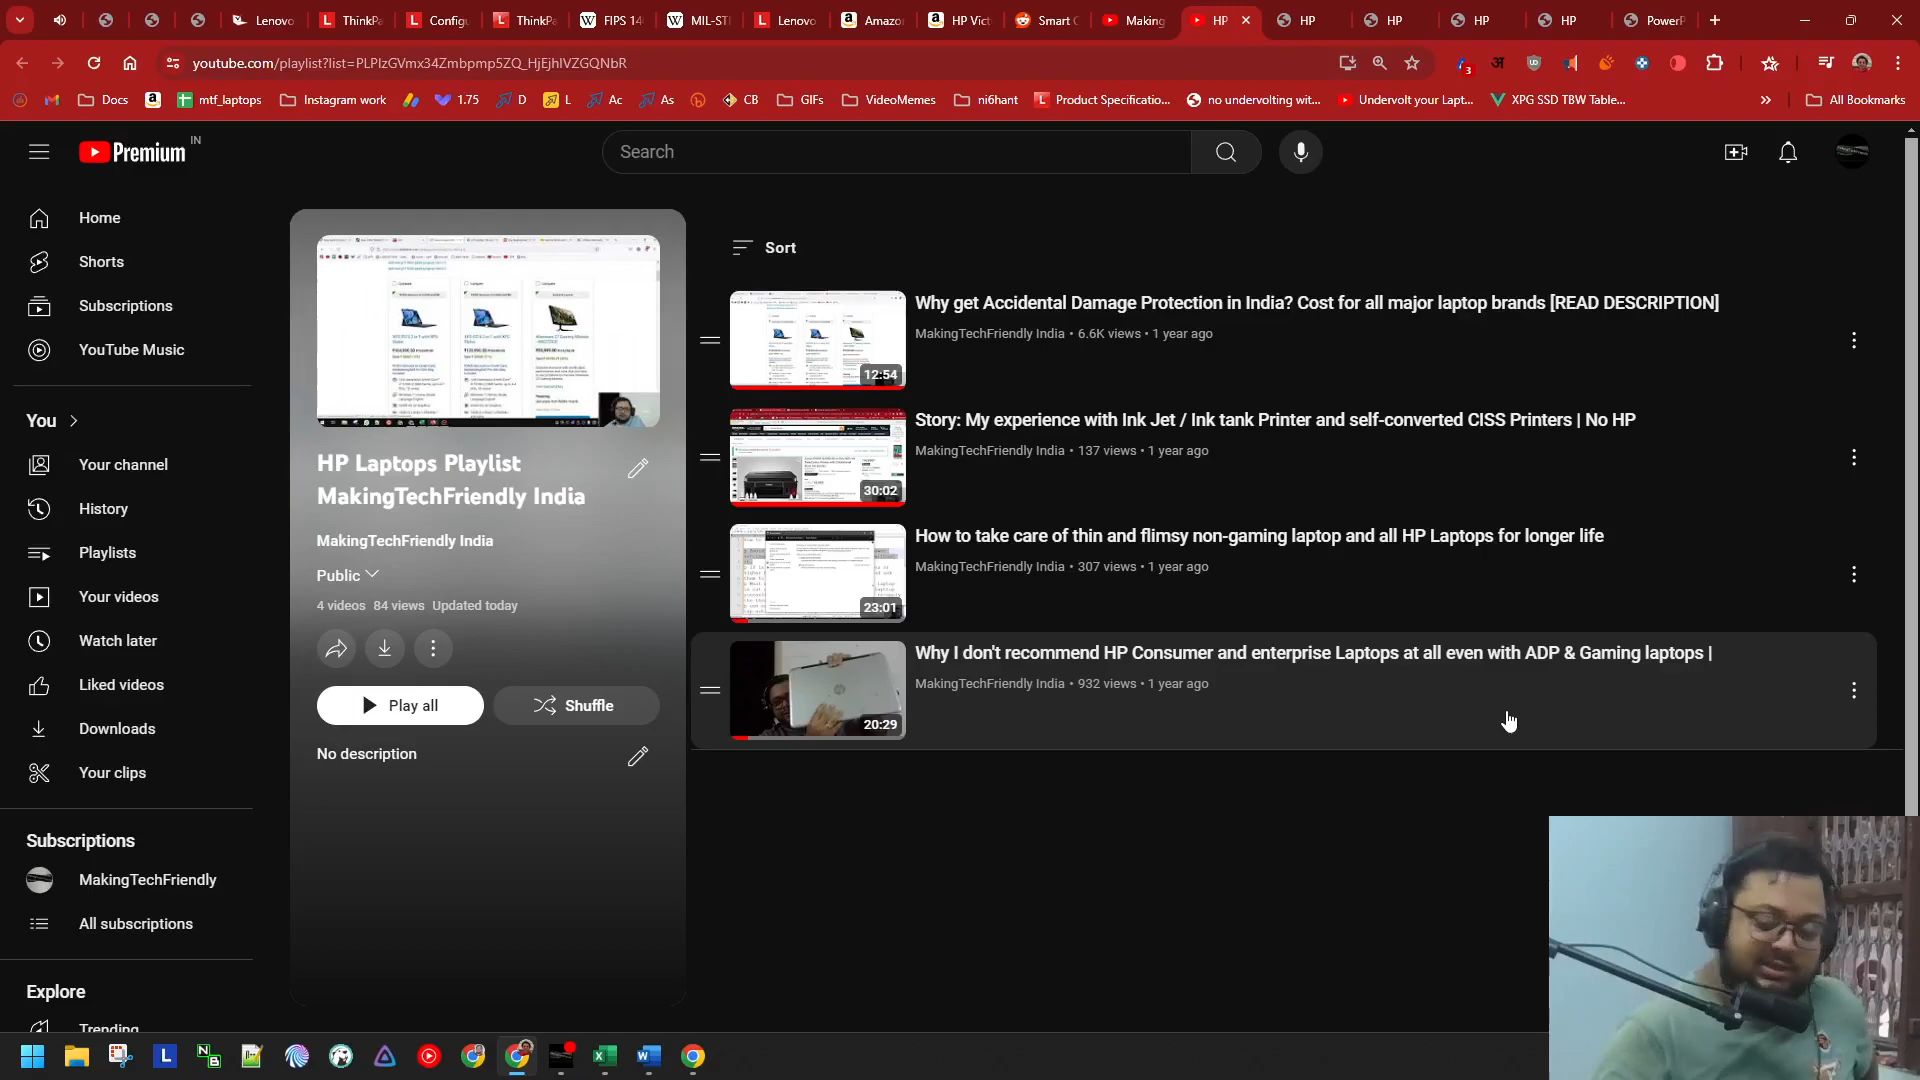 Lenovo
ThinkPa
Configu
ThinkPa
FIPS 14
MIL-ST
Lenovo
Amazo
HP Vict
Smart C
Making
HP
HP
HP
HP
HP
PowerP
youtube.com/playlist?list=PLPIzGVmx34Zmbpmp5ZQ_HjEjhIVZGQNbR
3
Docs
mtf_laptops
Instagram work
1.75
D
L
Ac
As
CB
GIFs
VideoMemes
ni6hant
Product Specificatio...
no undervolting wit...
Undervolt your Lapt...
XPG SSD TBW Table...
All Bookmarks
Premium
IN
Search
Home
Shorts
Subscriptions
YouTube Music
You
Your channel
History
Playlists
Your videos
Watch later
Liked videos
Downloads
Your clips
Subscriptions
MakingTechFriendly
All subscriptions
Explore
Trending
HP Laptops Playlist
MakingTechFriendly India
MakingTechFriendly India
Public
4 videos 84 views Updated today
Play all
Shuffle
No description
Sort
12:54
Why get Accidental Damage Protection in India? Cost for all major laptop brands [READ DESCRIPTION]
MakingTechFriendly India • 6.6K views • 1 year ago
30:02
Story: My experience with Ink Jet / Ink tank Printer and self-converted CISS Printers | No HP
MakingTechFriendly India • 137 views • 1 year ago
23:01
How to take care of thin and flimsy non-gaming laptop and all HP Laptops for longer life
MakingTechFriendly India • 307 views • 1 year ago
20:29
Why I don't recommend HP Consumer and enterprise Laptops at all even with ADP & Gaming laptops |
MakingTechFriendly India • 932 views • 1 year ago